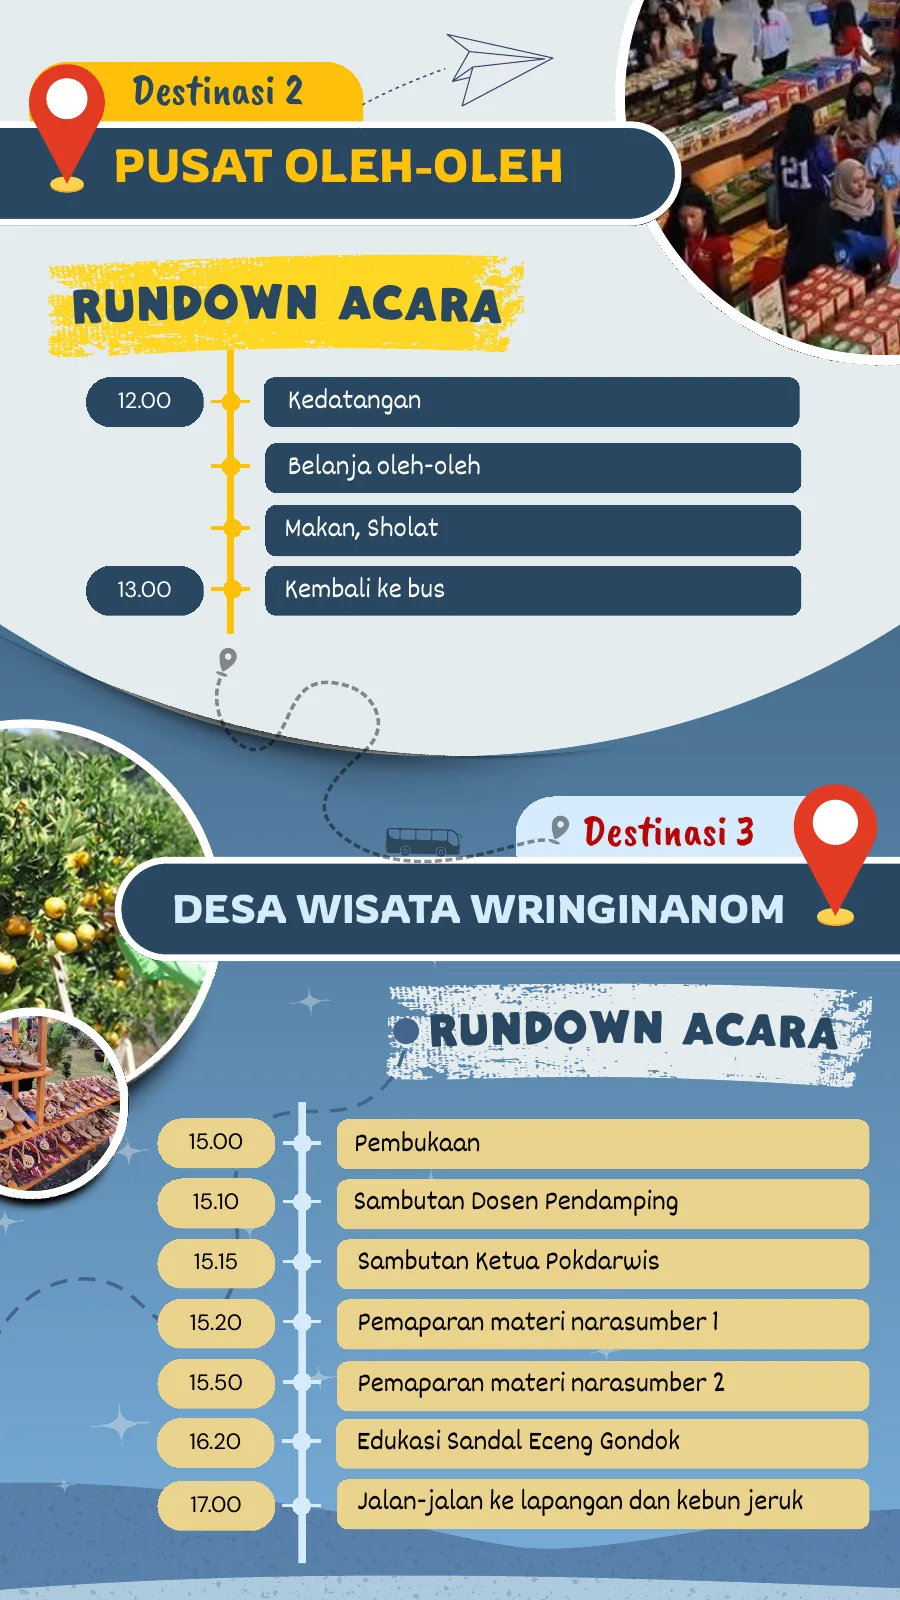 Destinasi 2
PUSAT OLEH-OLEH
21
RUNDOWN ACARA
12.00 Kedatangan
Belanja oleh-oleh
Makan, Sholat
13.00 Kembali ke bus
Destinasi 3
DESA WISATA WRINGINANOM
RUNDOWN ACARA
15.00 Pembukaan
15.10 Sambutan Dosen Pendamping
15.15 Sambutan Ketua Pokdarwis
15.20 Pemaparan materi narasumber 1
15.50 Pemaparan materi narasumber 2
16.20 Edukasi Sandal Eceng Gondok
17.00 Jalan-jalan ke lapangan dan kebun jeruk